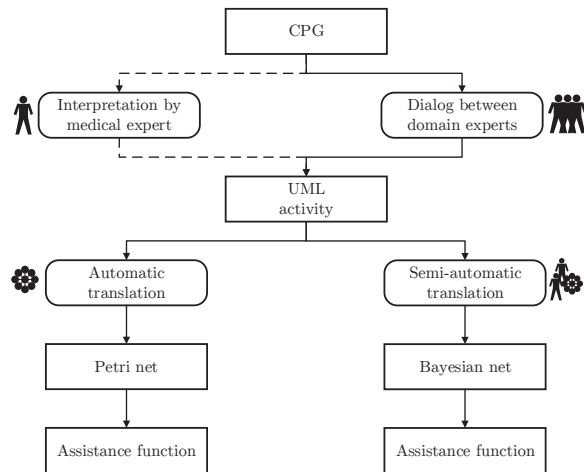 CPG
Interpretation by
medical expert
Dialog between
domain experts
UML
activity
Automatic
translation
Semi-automatic
translation
Petri net
Bayesian net
Assistance function
Assistance function